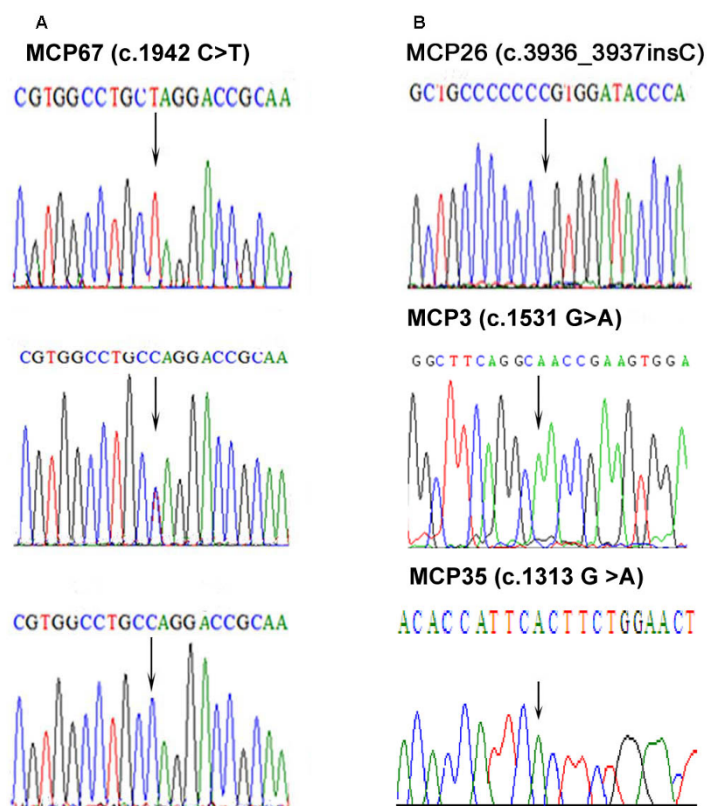 A
MCP67 (c.1942 C>T)
CGTGGCCTGCTAGGACCGCAA
CGTGGCCTGCCAGGACCGCAA
CGTGGCCTGCCAGGACCGCAA
B
MCP26 (c.3936_3937insC)
GCTGCCCCCCCGTGGATACCCA
MCP3 (c.1531 G>A)
GGCTTCAGGCAACCGAAGTGGA
MCP35 (c.1313 G >A)
ACACCATTCACTTCTGGAACT